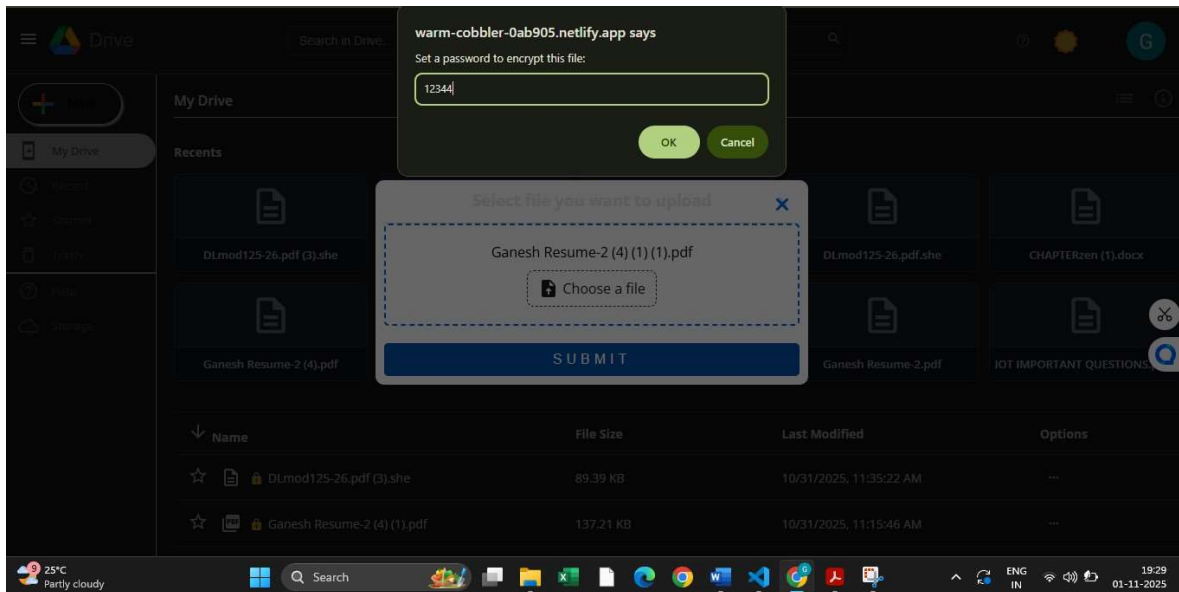 warm-cobbler-0ab905.netlify.app says
Set a password to encrypt this file:
12344
OK
Cancel
Drive
Search in Drive...
G
My Drive
My Drive
Recents
Select file you want to upload
Ganesh Resume-2 (4) (1) (1).pdf
Choose a file
SUBMIT
DLmod125-26.pdf (3).she
DLmod125-26.pdf.she
CHAPTERzen (1).docx
Ganesh Resume-2 (4).pdf
Ganesh Resume-2.pdf
IOT IMPORTANT QUESTIONS
Storage
Name
File Size
Last Modified
Options
DLmod125-26.pdf (3).she
89.39 KB
10/31/2025, 11:35:22 AM
Ganesh Resume-2 (4) (1).pdf
137.21 KB
10/31/2025, 11:15:46 AM
9
25°C
Partly cloudy
Search
ENG
IN
19:29
01-11-2025